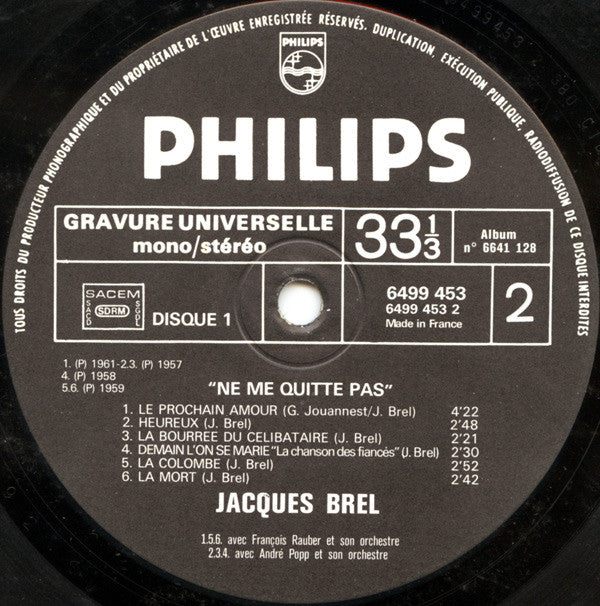 TOUS DROITS DU PRODUCTEUR PHONOGRAPHIQUE ET DU PROPRIÉTAIRE DE L'ŒUVRE ENREGISTRÉE RÉSERVÉS. DUPLICATION, EXÉCUTION PUBLIQUE, RADIODIFFUSION DE CE DISQUE INTERDITES
PHILIPS
PHILIPS
GRAVURE UNIVERSELLE
mono/stéréo
33 1/3
Album
n° 6641 128
SACEM
SACD SDRM SGDL
DISQUE 1
6499 453
6499 453 2
Made in France
2
1. (P) 1961-2.3. (P) 1957
4. (P) 1958
5.6. (P) 1959
"NE ME QUITTE PAS"
1. LE PROCHAIN AMOUR (G. Jouannest/J. Brel) 4'22
2. HEUREUX (J. Brel) 2'48
3. LA BOURREE DU CELIBATAIRE (J. Brel) 2'21
4. DEMAIN L'ON SE MARIE "La chanson des fiancés" (J. Brel) 2'30
5. LA COLOMBE (J. Brel) 2'52
6. LA MORT (J. Brel) 2'42
JACQUES BREL
1.5.6. avec François Rauber et son orchestre
2.3.4. avec André Popp et son orchestre